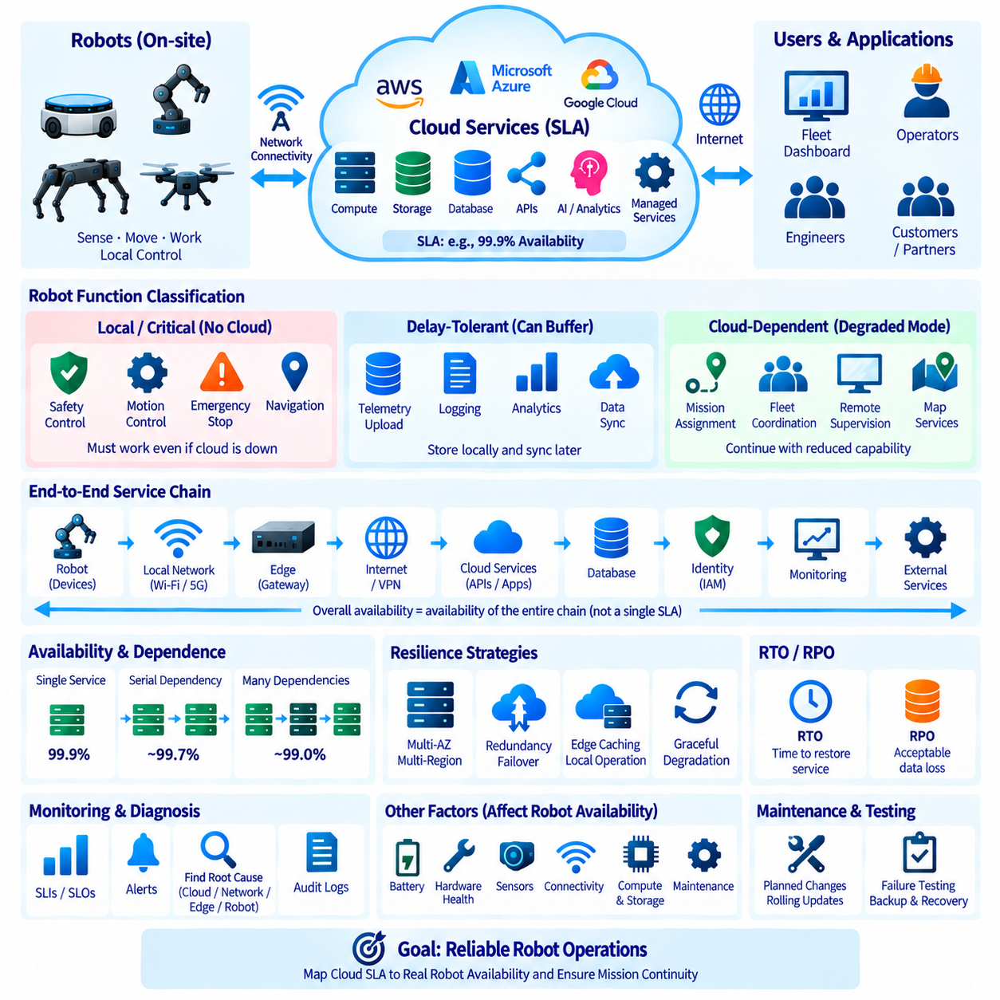 Robots (On-site)
Sense · Move · Work
Local Control
Network
Connectivity
aws
Microsoft
Azure
Google Cloud
Cloud Services (SLA)
Compute
Storage
Database
APIs
AI / Analytics
Managed
Services
SLA: e.g., 99.9% Availability
Internet
Users & Applications
Fleet
Dashboard
Operators
Engineers
Customers
/ Partners
Robot Function Classification
Local / Critical (No Cloud)
Safety
Control
Motion
Control
Emergency
Stop
Navigation
Must work even if cloud is down
Delay-Tolerant (Can Buffer)
Telemetry
Upload
Logging
Analytics
Data
Sync
Store locally and sync later
Cloud-Dependent (Degraded Mode)
Mission
Assignment
Fleet
Coordination
Remote
Supervision
Map
Services
Continue with reduced capability
End-to-End Service Chain
Robot
(Devices)
Local Network
(Wi-Fi / 5G)
Edge
(Gateway)
Internet
/ VPN
Cloud Services
(APIs / Apps)
Database
Identity
(IAM)
Monitoring
External
Services
Overall availability = availability of the entire chain (not a single SLA)
Availability & Dependence
Single Service
99.9%
Serial Dependency
~99.7%
Many Dependencies
~99.0%
Resilience Strategies
Multi-AZ
Multi-Region
Redundancy
Failover
Edge Caching
Local Operation
Graceful
Degradation
RTO / RPO
RTO
Time to restore
service
RPO
Acceptable
data loss
Monitoring & Diagnosis
SLIs / SLOs
Alerts
Find Root Cause
(Cloud / Network /
Edge / Robot)
Audit Logs
Other Factors (Affect Robot Availability)
Battery
Hardware
Health
Sensors
Connectivity
Compute
& Storage
Maintenance
Maintenance & Testing
Planned Changes
Rolling Updates
Failure Testing
Backup & Recovery
Goal: Reliable Robot Operations
Map Cloud SLA to Real Robot Availability and Ensure Mission Continuity